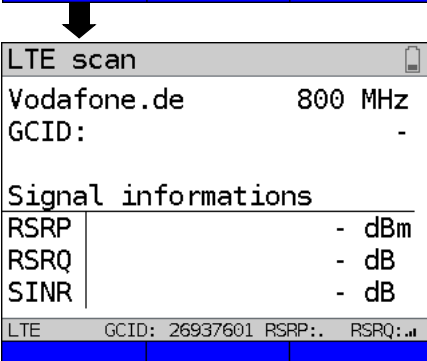 LTE scan
Vodafone.de 800 MHz
GCID: -
Signal informations
RSRP - dBm
RSRQ - dB
SINR - dB
LTE GCID: 26937601 RSRP:. RSRQ: